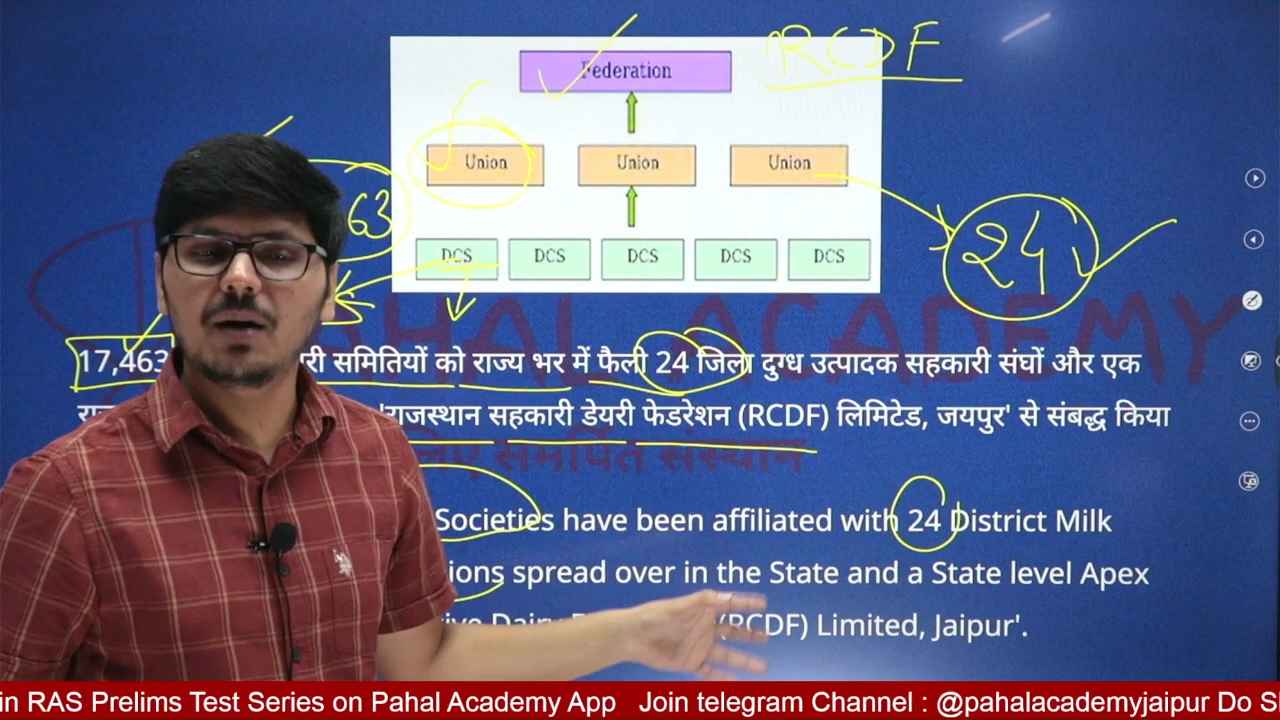 Federation
RCDF
Union Union Union
63
24
DCS DCS DCS DCS DCS
PAHAL ACADEMY
17,463 समितियों को राज्य भर में फैली 24 जिला दुग्ध उत्पादक सहकारी संघों और एक
'राजस्थान सहकारी डेयरी फेडरेशन (RCDF) लिमिटेड, जयपुर' से संबद्ध किया
लिए समर्पित संस्थान
Societies have been affiliated with 24 District Milk
spread over in the State and a State level Apex
(RCDF) Limited, Jaipur'.
in RAS Prelims Test Series on Pahal Academy App Join telegram Channel : @pahalacademyjaipur Do